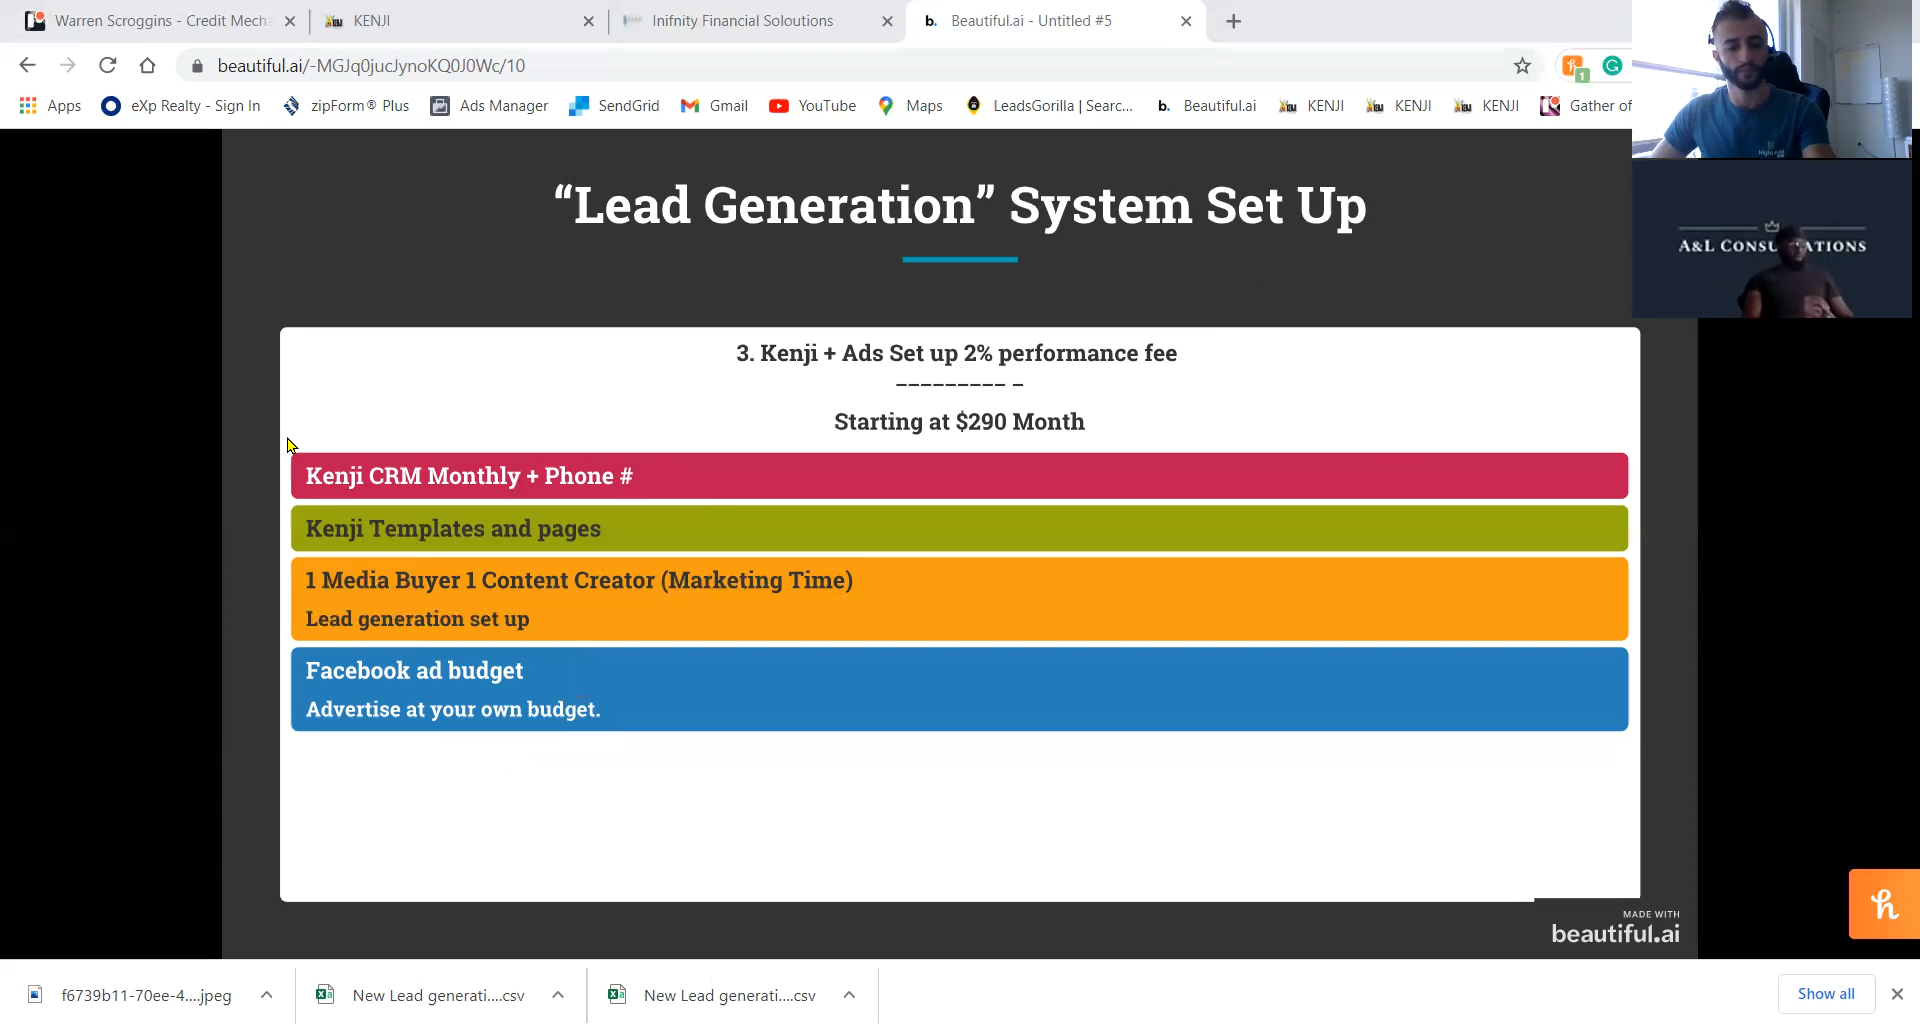 Warren Scroggins - Credit Mecha
KENJI
Inifnity Financial Soloutions
b. Beautiful.ai - Untitled #5
beautiful.ai/-MGJq0jucJynoKQ0J0Wc/10
1
Apps
eXp Realty - Sign In
zipForm® Plus
Ads Manager
SendGrid
Gmail
YouTube
Maps
LeadsGorilla | Searc...
b. Beautiful.ai
KENJI
KENJI
KENJI
Gather of
HighLevel
A&L CONSU ATIONS
“Lead Generation” System Set Up
3. Kenji + Ads Set up 2% performance fee
--------- -
Starting at $290 Month
Kenji CRM Monthly + Phone #
Kenji Templates and pages
1 Media Buyer 1 Content Creator (Marketing Time)
Lead generation set up
Facebook ad budget
Advertise at your own budget.
MADE WITH
beautiful.ai
h
f6739b11-70ee-4....jpeg
New Lead generati....csv
New Lead generati....csv
Show all